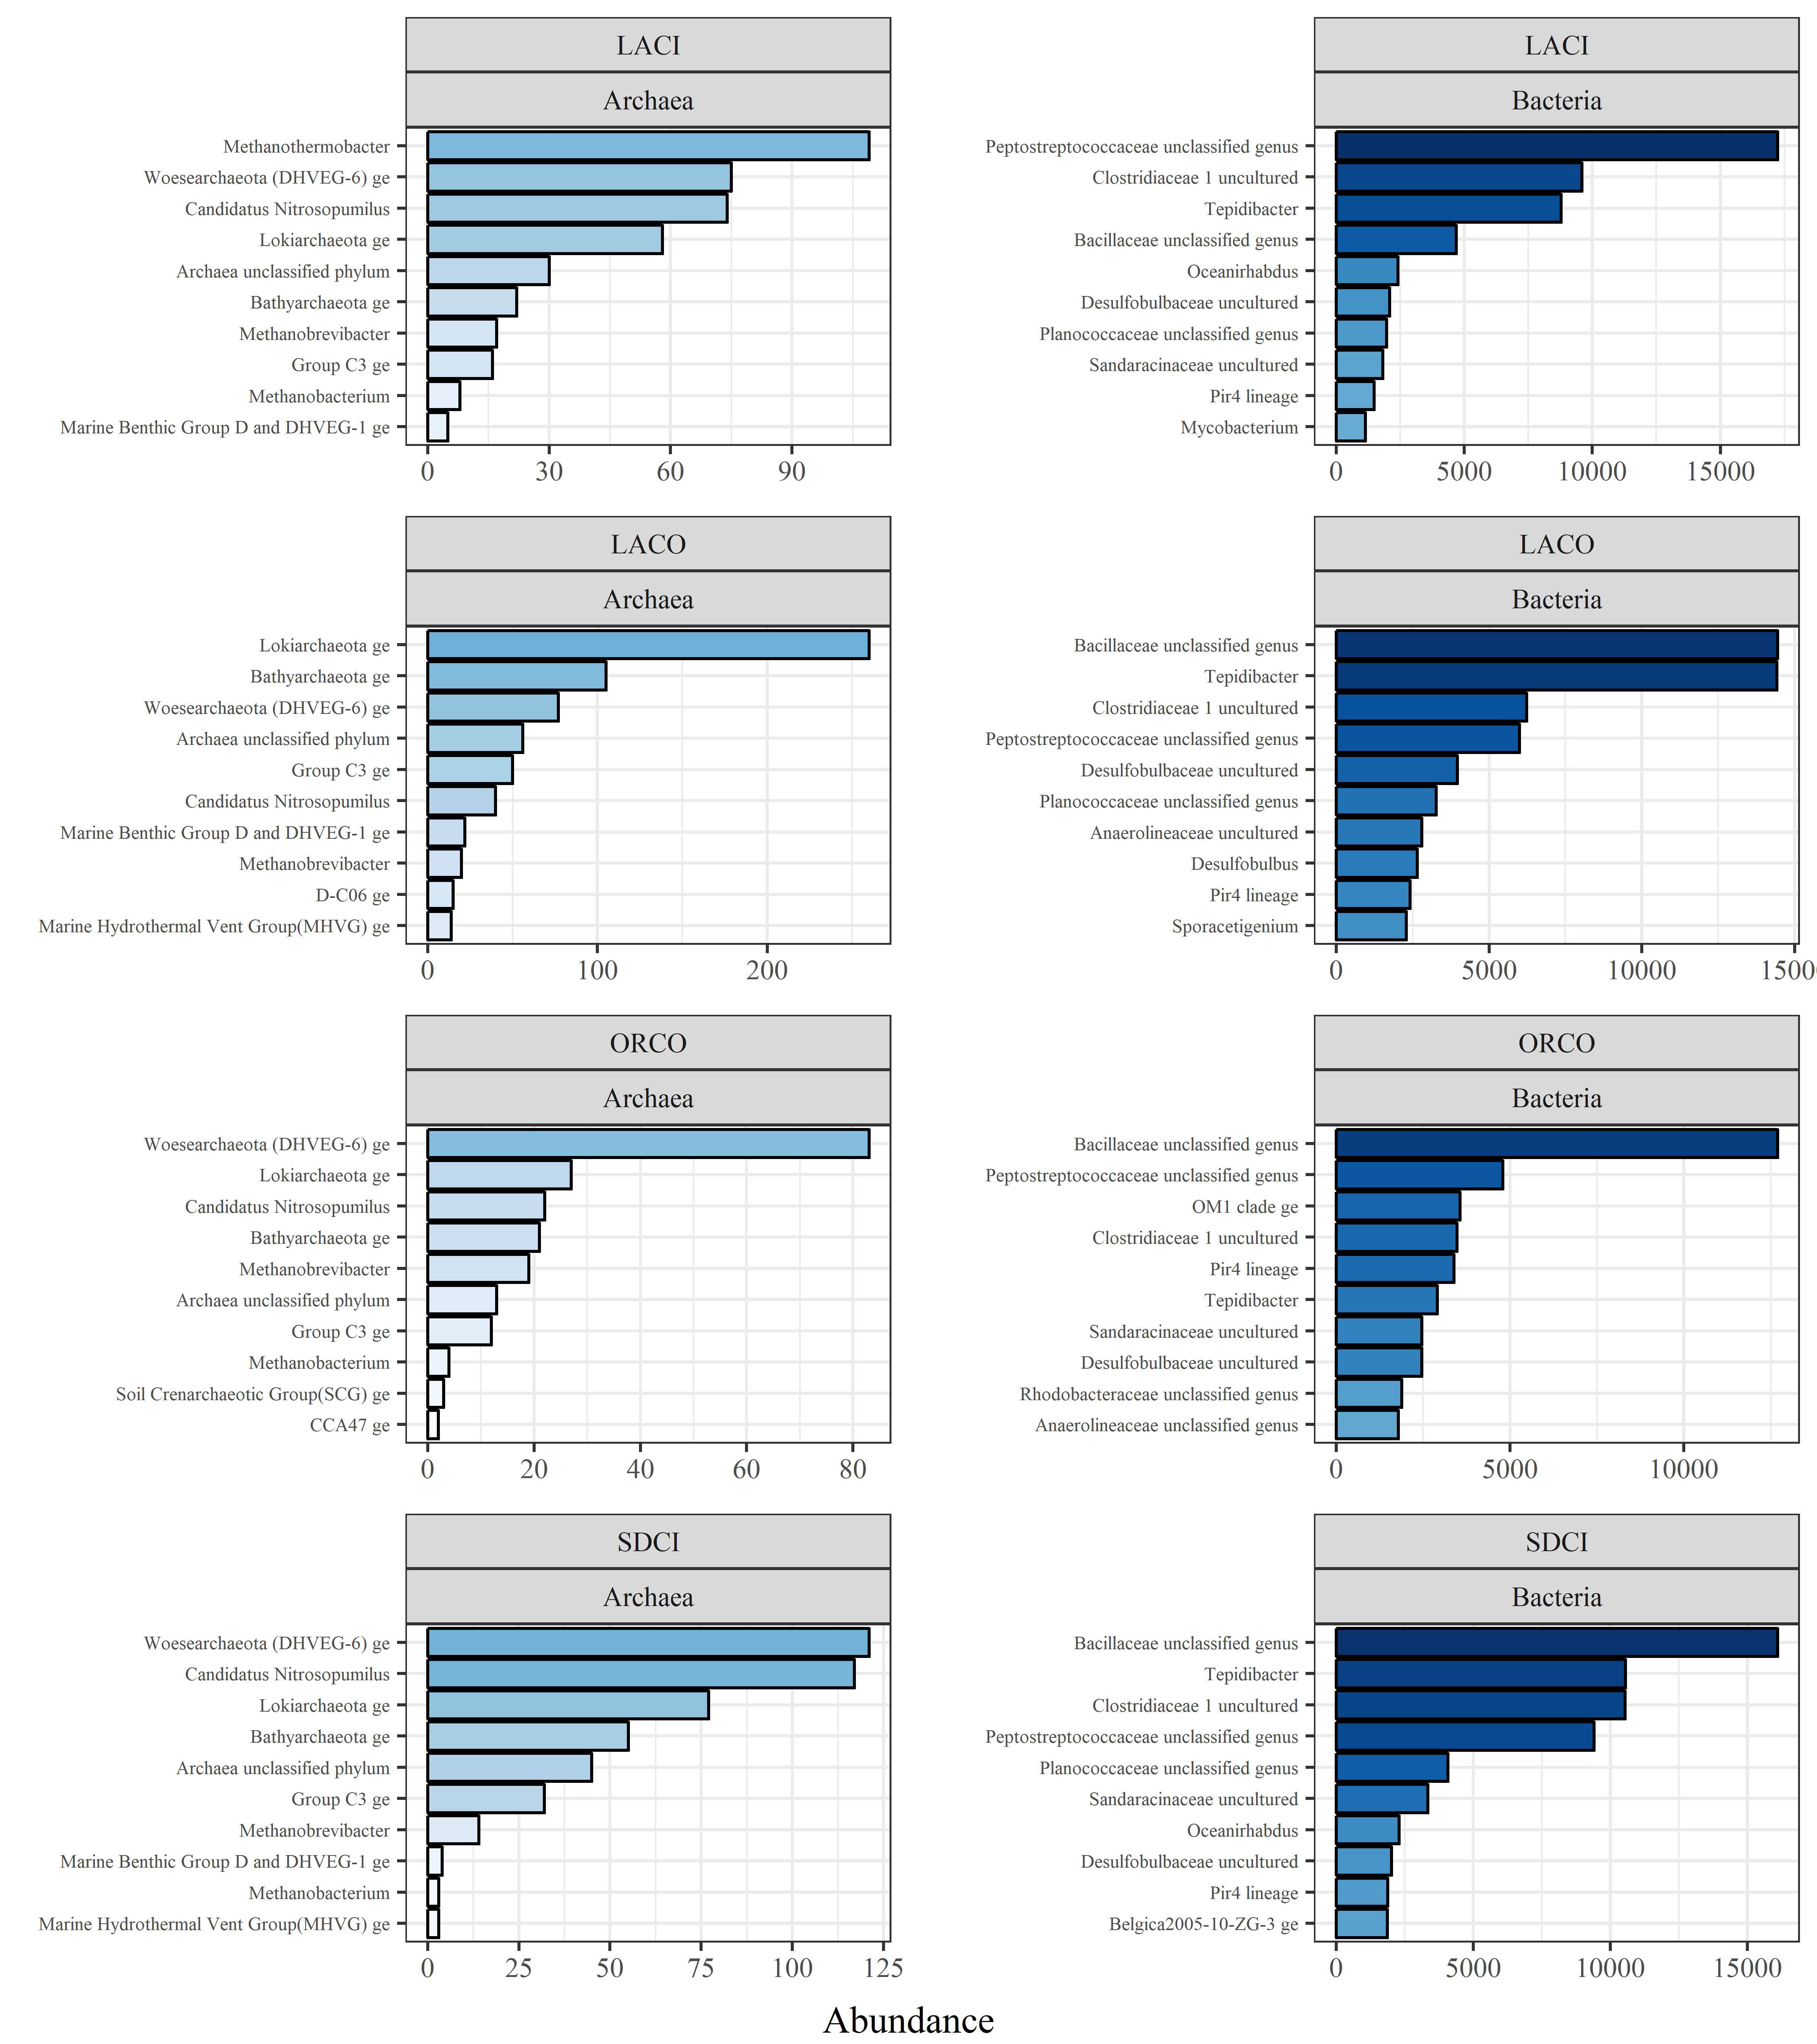 LACI
Archaea
Methanothermobacter
Woesearchaeota (DHVEG-6) ge
Candidatus Nitrosopumilus
Lokiarchaeota ge
Archaea unclassified phylum
Bathyarchaeota ge
Methanobrevibacter
Group C3 ge
Methanobacterium
Marine Benthic Group D and DHVEG-1 ge
0 30 60 90
LACI
Bacteria
Peptostreptococcaceae unclassified genus
Clostridiaceae 1 uncultured
Tepidibacter
Bacillaceae unclassified genus
Oceanirhabdus
Desulfobulbaceae uncultured
Planococcaceae unclassified genus
Sandaracinaceae uncultured
Pir4 lineage
Mycobacterium
0 5000 10000 15000
LACO
Archaea
Lokiarchaeota ge
Bathyarchaeota ge
Woesearchaeota (DHVEG-6) ge
Archaea unclassified phylum
Group C3 ge
Candidatus Nitrosopumilus
Marine Benthic Group D and DHVEG-1 ge
Methanobrevibacter
D-C06 ge
Marine Hydrothermal Vent Group(MHVG) ge
0 100 200
LACO
Bacteria
Bacillaceae unclassified genus
Tepidibacter
Clostridiaceae 1 uncultured
Peptostreptococcaceae unclassified genus
Desulfobulbaceae uncultured
Planococcaceae unclassified genus
Anaerolineaceae uncultured
Desulfobulbus
Pir4 lineage
Sporacetigenium
0 5000 10000
ORCO
Archaea
Woesearchaeota (DHVEG-6) ge
Lokiarchaeota ge
Candidatus Nitrosopumilus
Bathyarchaeota ge
Methanobrevibacter
Archaea unclassified phylum
Group C3 ge
Methanobacterium
Soil Crenarchaeotic Group(SCG) ge
CCA47 ge
0 20 40 60 80
ORCO
Bacteria
Bacillaceae unclassified genus
Peptostreptococcaceae unclassified genus
OM1 clade ge
Clostridiaceae 1 uncultured
Pir4 lineage
Tepidibacter
Sandaracinaceae uncultured
Desulfobulbaceae uncultured
Rhodobacteraceae unclassified genus
Anaerolineaceae unclassified genus
0 5000 10000
SDCI
Archaea
Woesearchaeota (DHVEG-6) ge
Candidatus Nitrosopumilus
Lokiarchaeota ge
Bathyarchaeota ge
Archaea unclassified phylum
Group C3 ge
Methanobrevibacter
Marine Benthic Group D and DHVEG-1 ge
Methanobacterium
Marine Hydrothermal Vent Group(MHVG) ge
0 25 50 75 100 125
SDCI
Bacteria
Bacillaceae unclassified genus
Tepidibacter
Clostridiaceae 1 uncultured
Peptostreptococcaceae unclassified genus
Planococcaceae unclassified genus
Sandaracinaceae uncultured
Oceanirhabdus
Desulfobulbaceae uncultured
Pir4 lineage
Belgica2005-10-ZG-3 ge
0 5000 10000 15000
Abundance